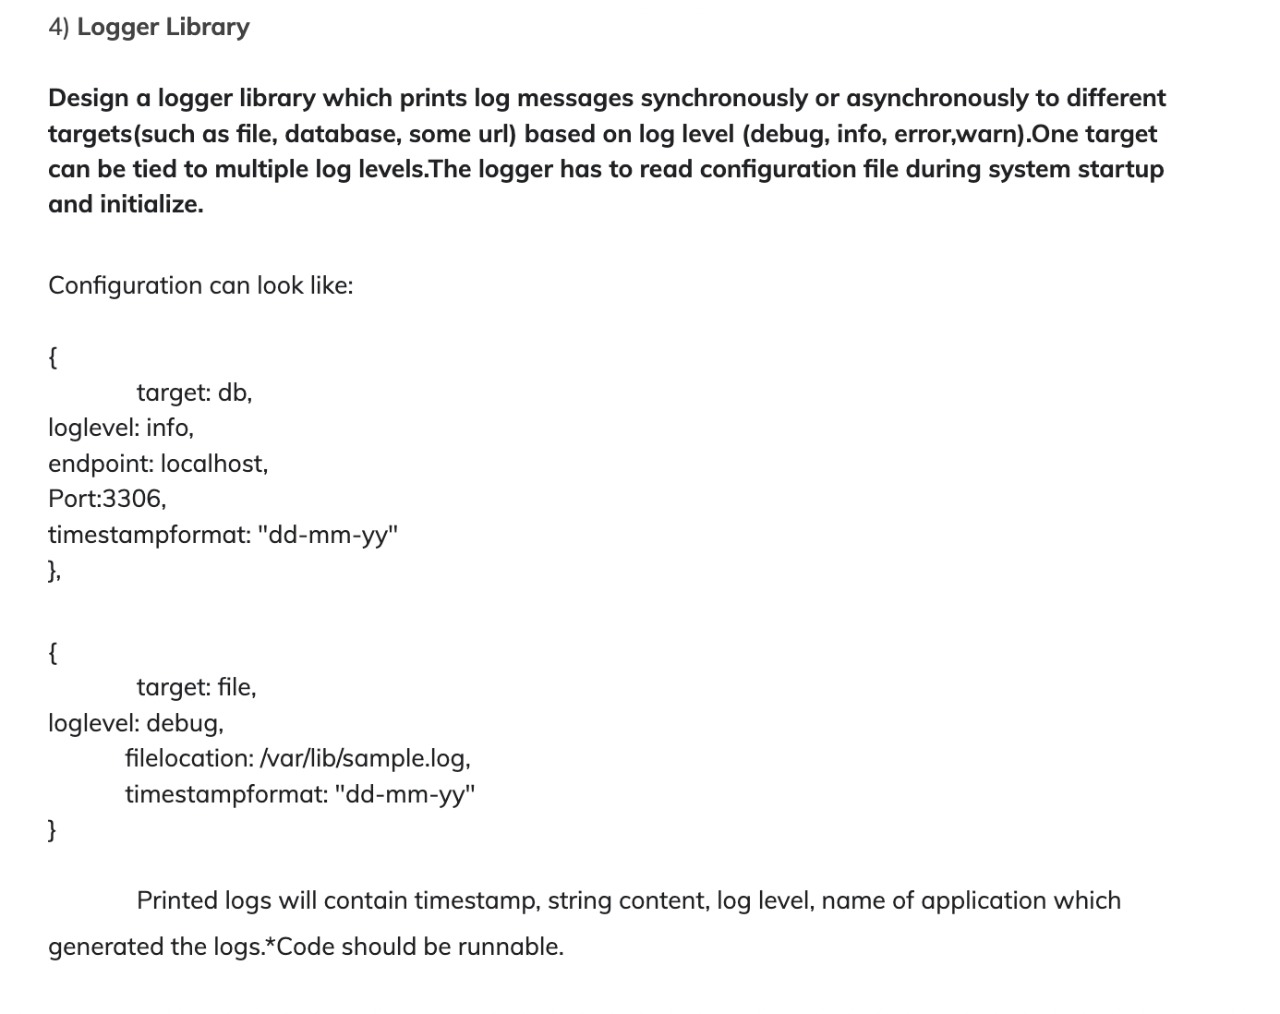 4) Logger Library
Design a logger library which prints log messages synchronously or asynchronously to different
targets(such as file, database, some url) based on log level (debug, info, error,warn).One target
can be tied to multiple log levels.The logger has to read configuration file during system startup
and initialize.
Configuration can look like:
{
target: db,
loglevel: info,
endpoint: localhost,
Port:3306,
timestampformat: "dd-mm-yy"
},
{
target: file,
loglevel: debug,
filelocation: /var/lib/sample.log,
timestampformat: "dd-mm-yy"
}
Printed logs will contain timestamp, string content, log level, name of application which
generated the logs.*Code should be runnable.